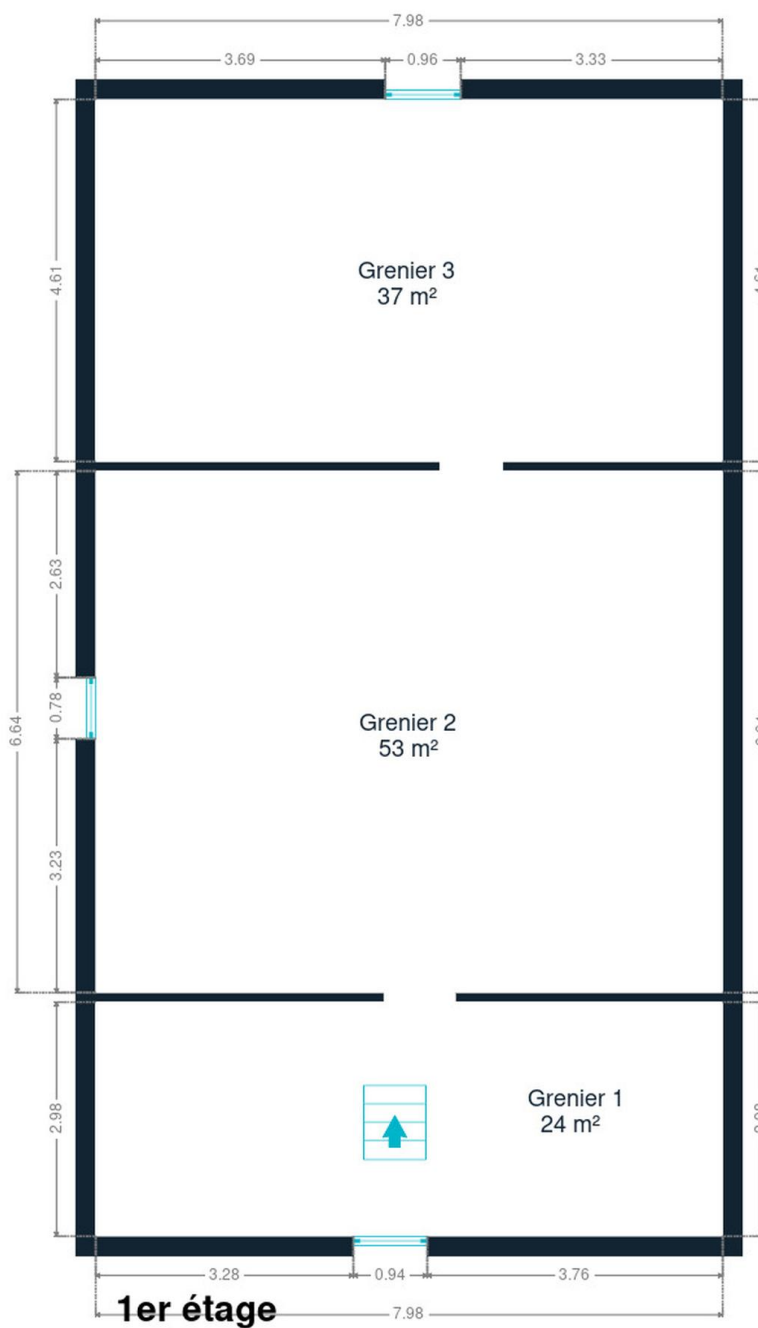 7.98
3.69
0.96
3.33
4.61
Grenier 3
37 m²
2.63
0.78
6.64
3.23
Grenier 2
53 m²
2.98
Grenier 1
24 m²
3.28
0.94
3.76
7.98
1er étage